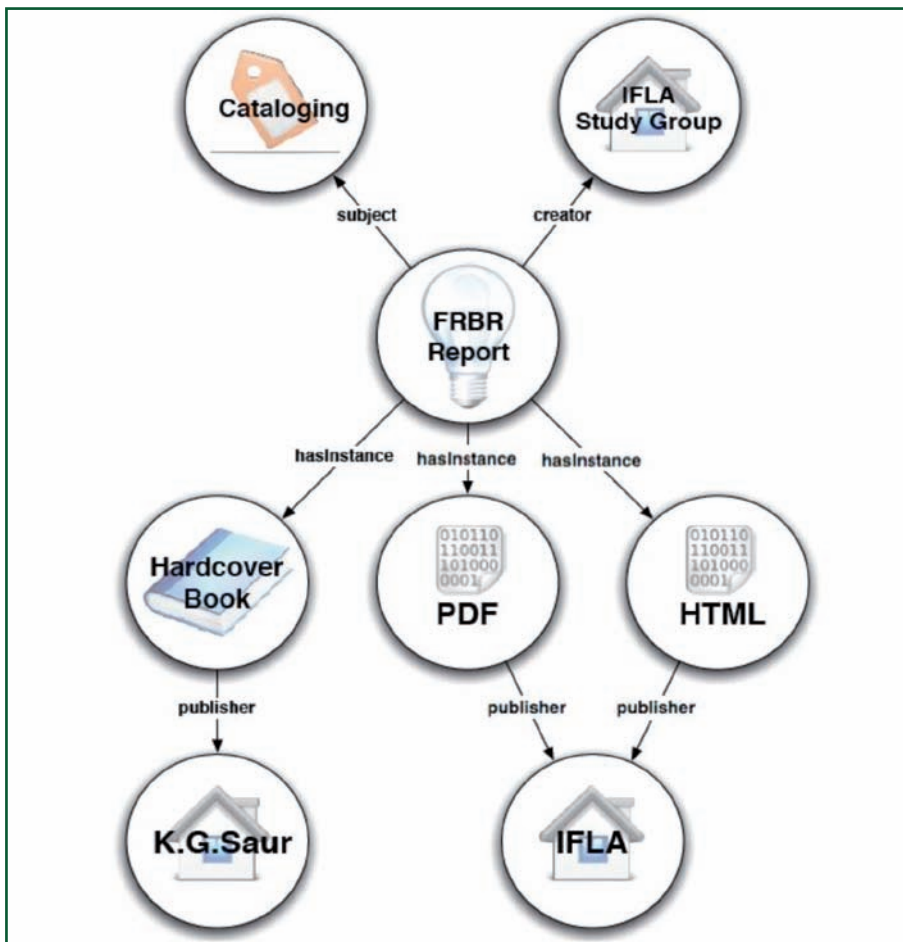 Cataloging
IFLA
Study Group
subject
creator
FRBR
Report
hasInstance
hasInstance
hasInstance
Hardcover
Book
010110
110011
101000
0001
PDF
010110
110011
101000
0001
HTML
publisher
publisher
publisher
K.G.Saur
IFLA